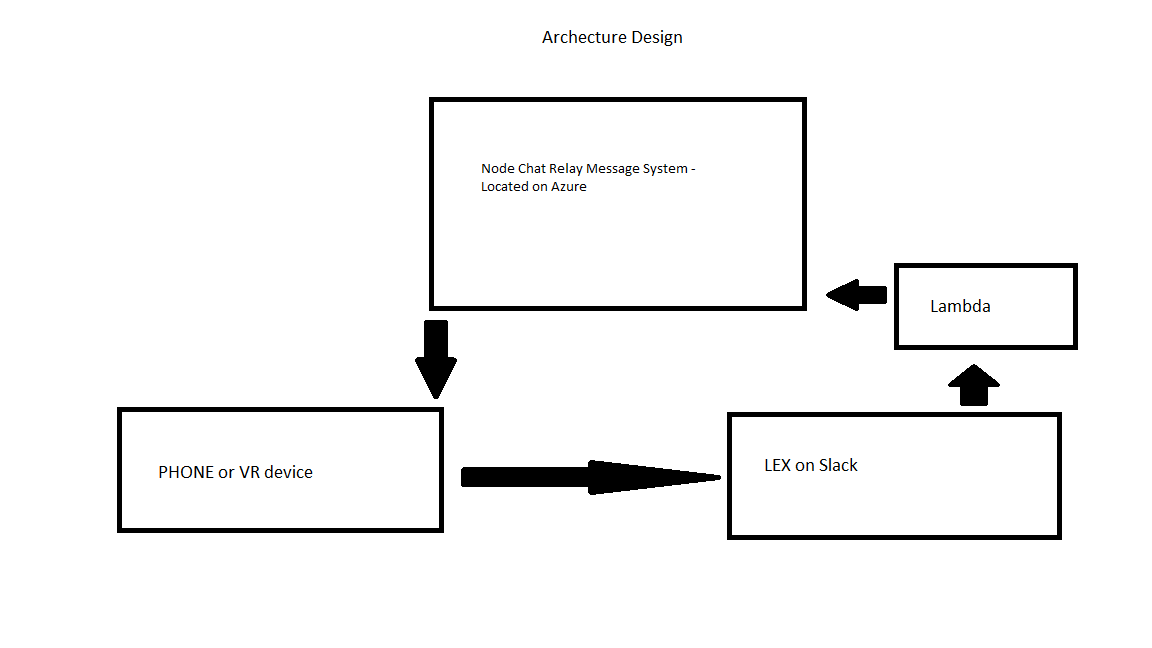 Archecture Design
Node Chat Relay Message System -
Located on Azure
Lambda
PHONE or VR device
LEX on Slack